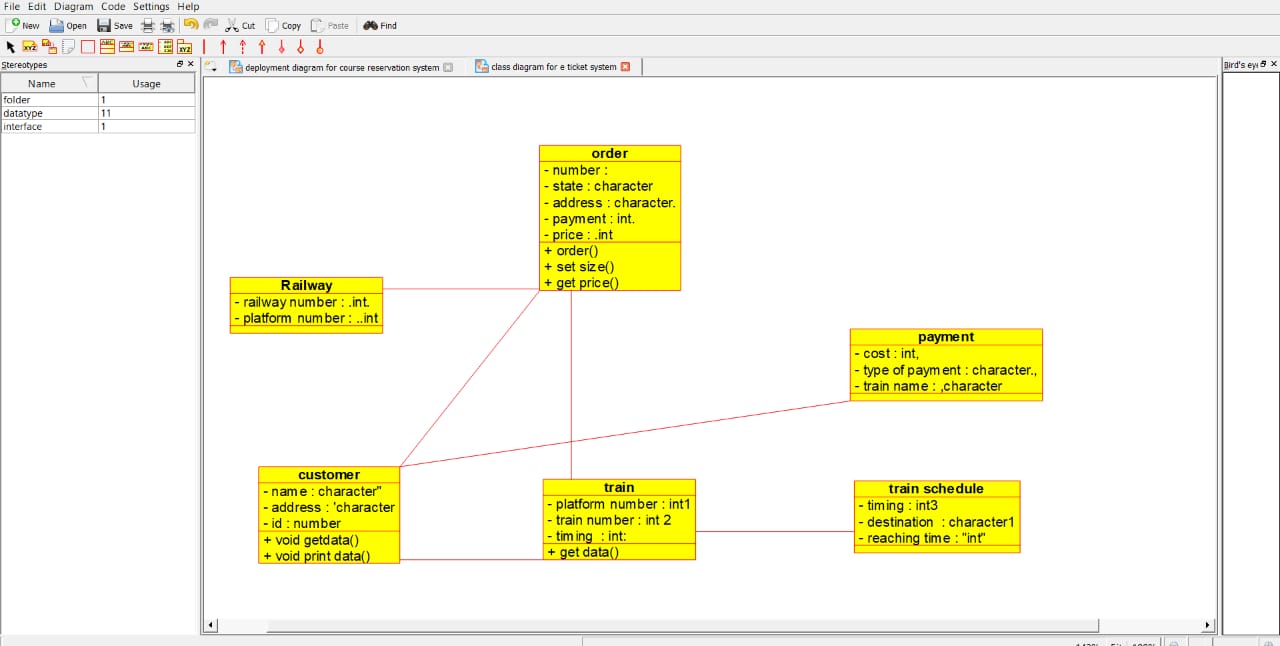 File Edit Diagram Code Settings Help
New Open Save Cut Copy Paste Find
Stereotypes
Name Usage
folder 1
datatype 11
interface 1
deployment diagram for course reservation system
class diagram for e ticket system
Bird's eye
order
- number :
- state : character
- address : character.
- payment : int.
- price : .int
+ order()
+ set size()
+ get price()
Railway
- railway number : .int.
- platform number : ..int
payment
- cost : int,
- type of payment : character.,
- train name : ,character
customer
- name : character"
- address : 'character
- id : number
+ void getdata()
+ void print data()
train
- platform number : int1
- train number : int 2
- timing : int:
+ get data()
train schedule
- timing : int3
- destination : character1
- reaching time : "int"